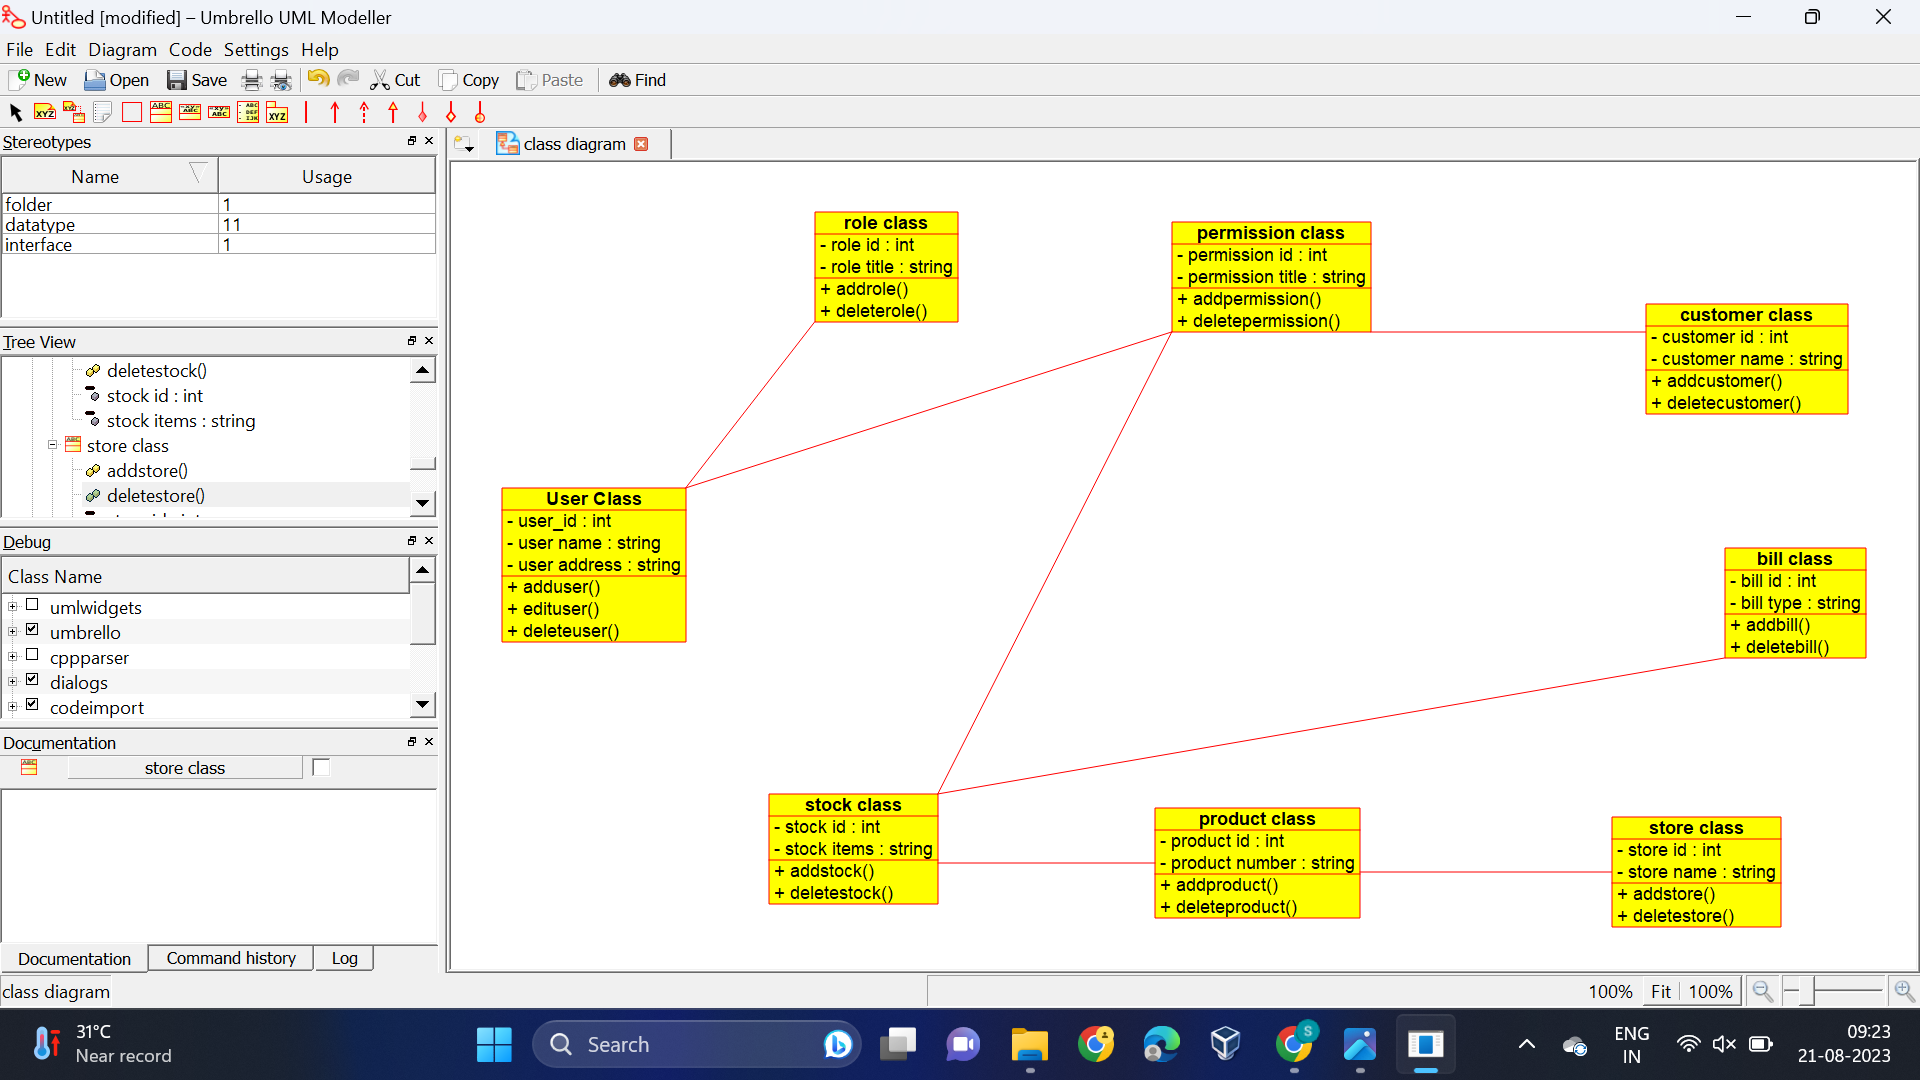 Untitled [modified] – Umbrello UML Modeller
File Edit Diagram Code Settings Help
New Open Save Cut Copy Paste Find
Stereotypes
Name Usage
folder 1
datatype 11
interface 1
Tree View
deletestock()
stock id : int
stock items : string
store class
addstore()
deletestore()
Debug
Class Name
umlwidgets
umbrello
cppparser
dialogs
codeimport
Documentation
store class
Documentation Command history Log
class diagram
class diagram
role class
- role id : int
- role title : string
+ addrole()
+ deleterole()
permission class
- permission id : int
- permission title : string
+ addpermission()
+ deletepermission()
customer class
- customer id : int
- customer name : string
+ addcustomer()
+ deletecustomer()
User Class
- user_id : int
- user name : string
- user address : string
+ adduser()
+ edituser()
+ deleteuser()
bill class
- bill id : int
- bill type : string
+ addbill()
+ deletebill()
stock class
- stock id : int
- stock items : string
+ addstock()
+ deletestock()
product class
- product id : int
- product number : string
+ addproduct()
+ deleteproduct()
store class
- store id : int
- store name : string
+ addstore()
+ deletestore()
100% Fit 100%
31°C
Near record
Search
S
ENG
IN
09:23
21-08-2023